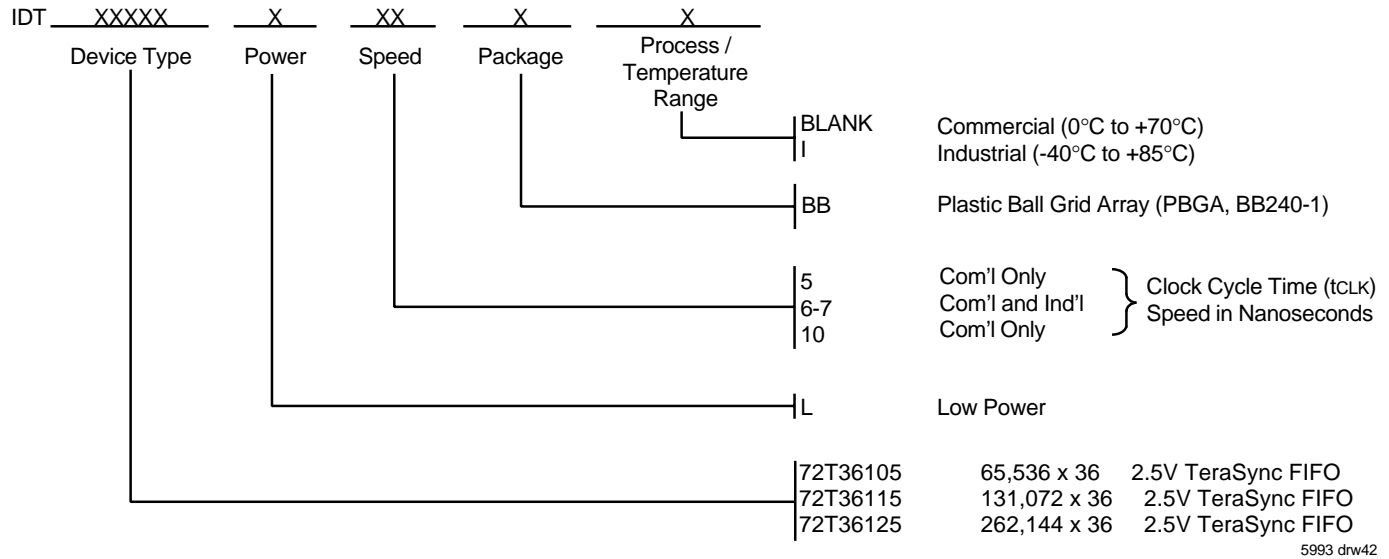 IDT XXXXX X XX X X
Device Type Power Speed Package Process / Temperature Range
BLANK Commercial (0°C to +70°C)
I Industrial (-40°C to +85°C)
BB Plastic Ball Grid Array (PBGA, BB240-1)
5 Com'l Only
6-7 Com'l and Ind'l
10 Com'l Only
Clock Cycle Time (tCLK)
Speed in Nanoseconds
L Low Power
72T36105 65,536 x 36 2.5V TeraSync FIFO
72T36115 131,072 x 36 2.5V TeraSync FIFO
72T36125 262,144 x 36 2.5V TeraSync FIFO
5993 drw42